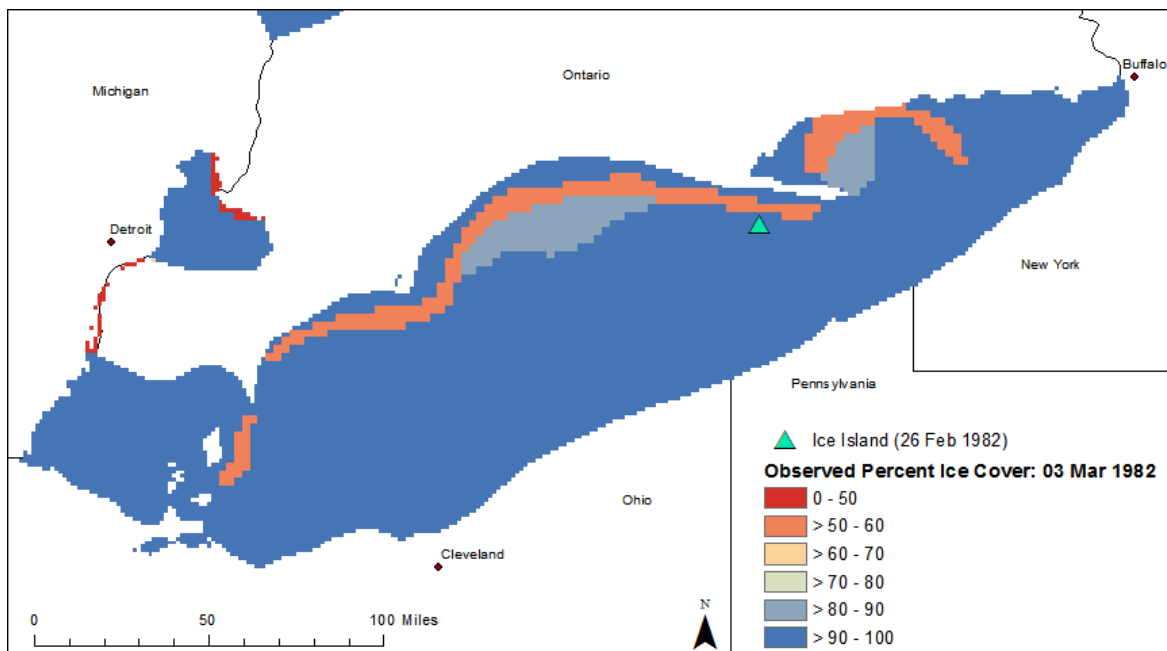 Buffalo
Ontario
Michigan
Detroit
New York
Pennsylvania
Ice Island (26 Feb 1982)
Observed Percent Ice Cover: 03 Mar 1982
0 - 50
> 50 - 60
> 60 - 70
> 70 - 80
> 80 - 90
> 90 - 100
Ohio
Cleveland
N
0 50 100 Miles